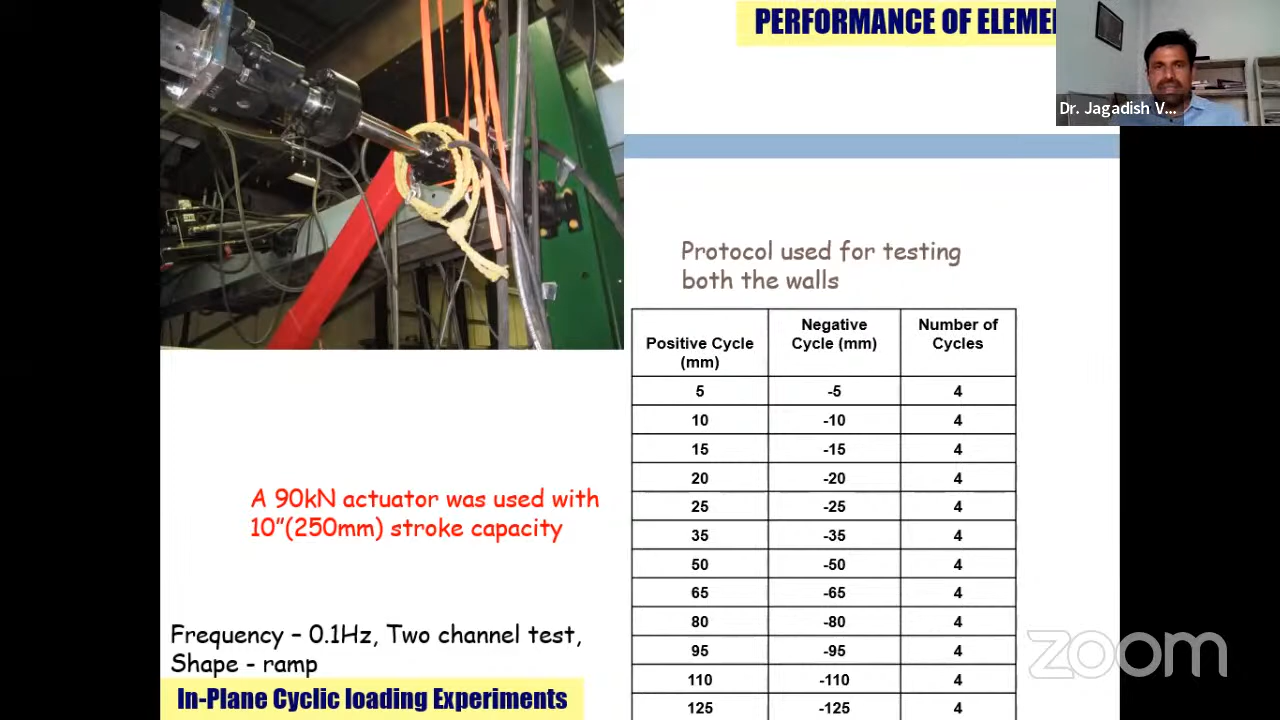 PERFORMANCE OF ELEME
Dr. Jagadish V...
Protocol used for testing
both the walls
Positive Cycle (mm) Negative Cycle (mm) Number of Cycles
5 -5 4
10 -10 4
15 -15 4
20 -20 4
25 -25 4
35 -35 4
50 -50 4
65 -65 4
80 -80 4
95 -95 4
110 -110 4
125 -125 4
A 90kN actuator was used with
10”(250mm) stroke capacity
Frequency – 0.1Hz, Two channel test,
Shape - ramp
In-Plane Cyclic loading Experiments
zoom